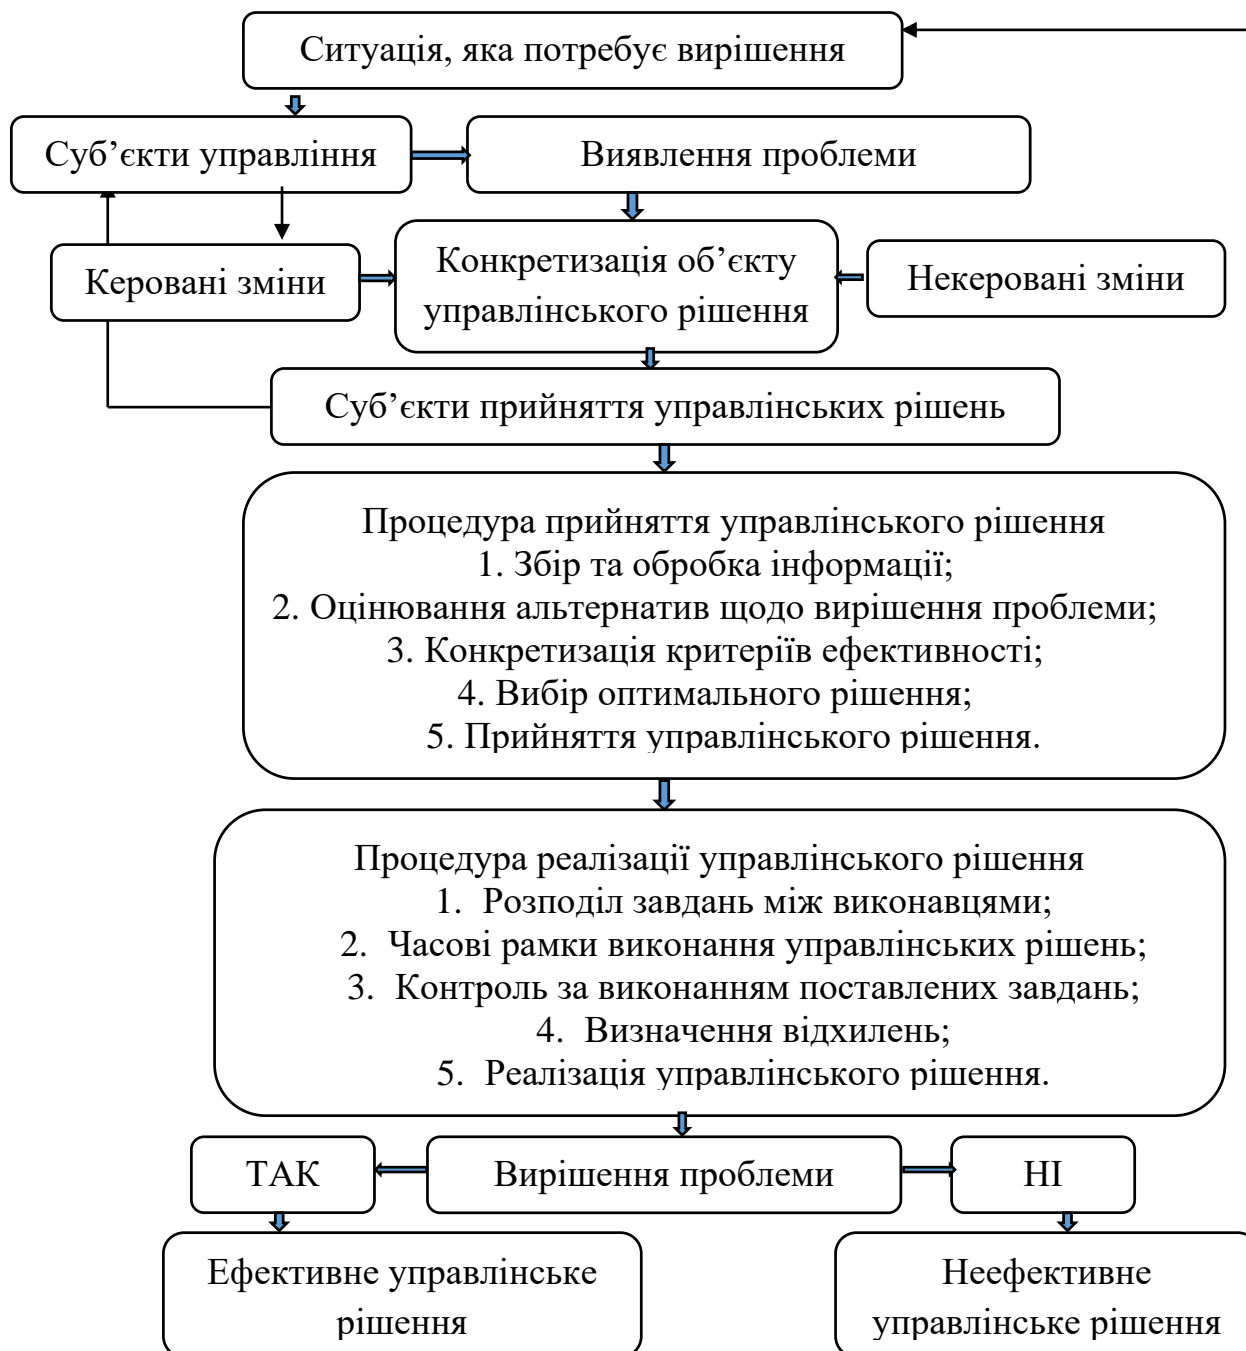 Ситуація, яка потребує вирішення
Суб’єкти управління
Виявлення проблеми
Керовані зміни
Конкретизація об’єкту
управлінського рішення
Некеровані зміни
Суб’єкти прийняття управлінських рішень
Процедура прийняття управлінського рішення
1. Збір та обробка інформації;
2. Оцінювання альтернатив щодо вирішення проблеми;
3. Конкретизація критеріїв ефективності;
4. Вибір оптимального рішення;
5. Прийняття управлінського рішення.
Процедура реалізації управлінського рішення
1. Розподіл завдань між виконавцями;
2. Часові рамки виконання управлінських рішень;
3. Контроль за виконанням поставлених завдань;
4. Визначення відхилень;
5. Реалізація управлінського рішення.
ТАК
Вирішення проблеми
НІ
Ефективне управлінське
рішення
Неефективне
управлінське рішення